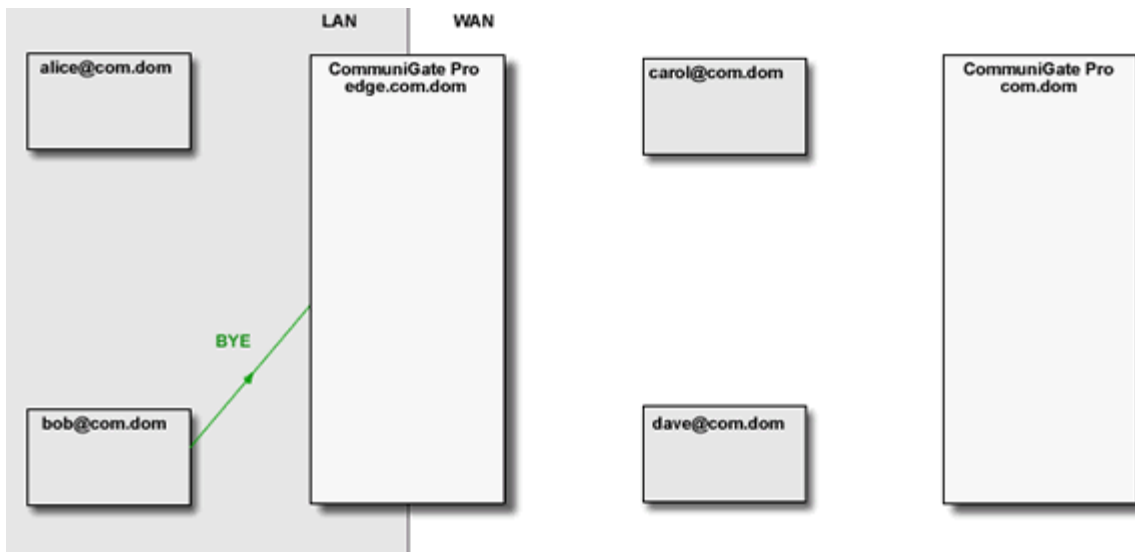 LAN
WAN
alice@com.dom
CommuniGate Pro
edge.com.dom
carol@com.dom
CommuniGate Pro
com.dom
BYE
bob@com.dom
dave@com.dom